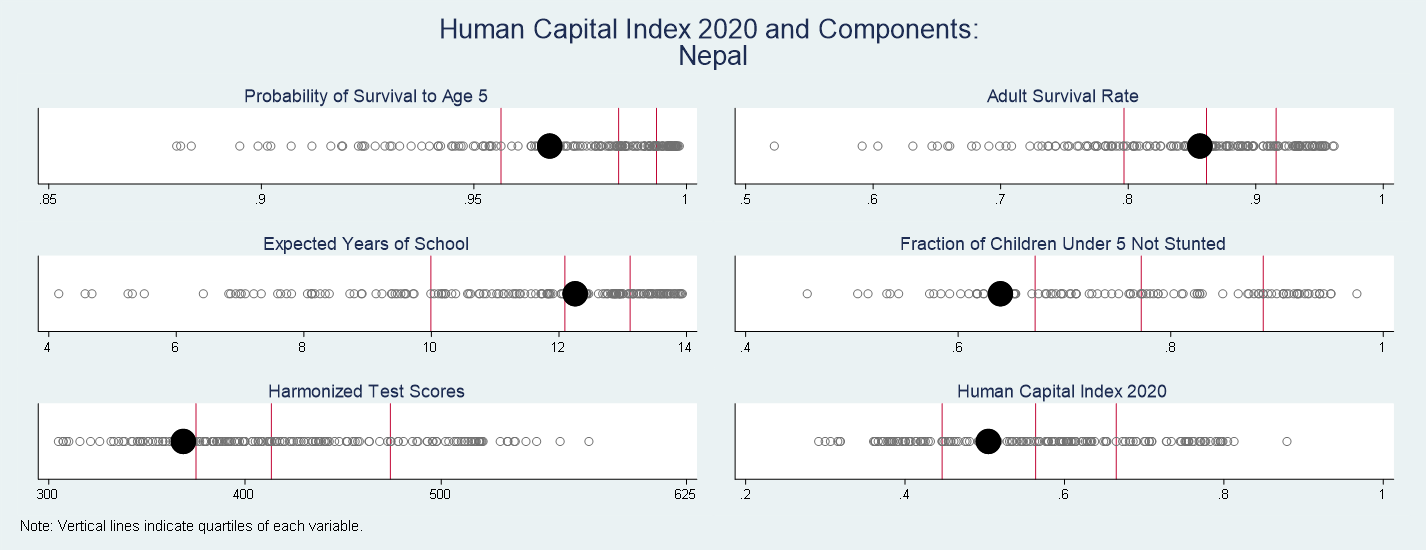 Human Capital Index 2020 and Components:
Nepal
Probability of Survival to Age 5
.85 .9 .95 1
Adult Survival Rate
.5 .6 .7 .8 .9 1
Expected Years of School
4 6 8 10 12 14
Fraction of Children Under 5 Not Stunted
.4 .6 .8 1
Harmonized Test Scores
300 400 500 625
Human Capital Index 2020
.2 .4 .6 .8 1
Note: Vertical lines indicate quartiles of each variable.